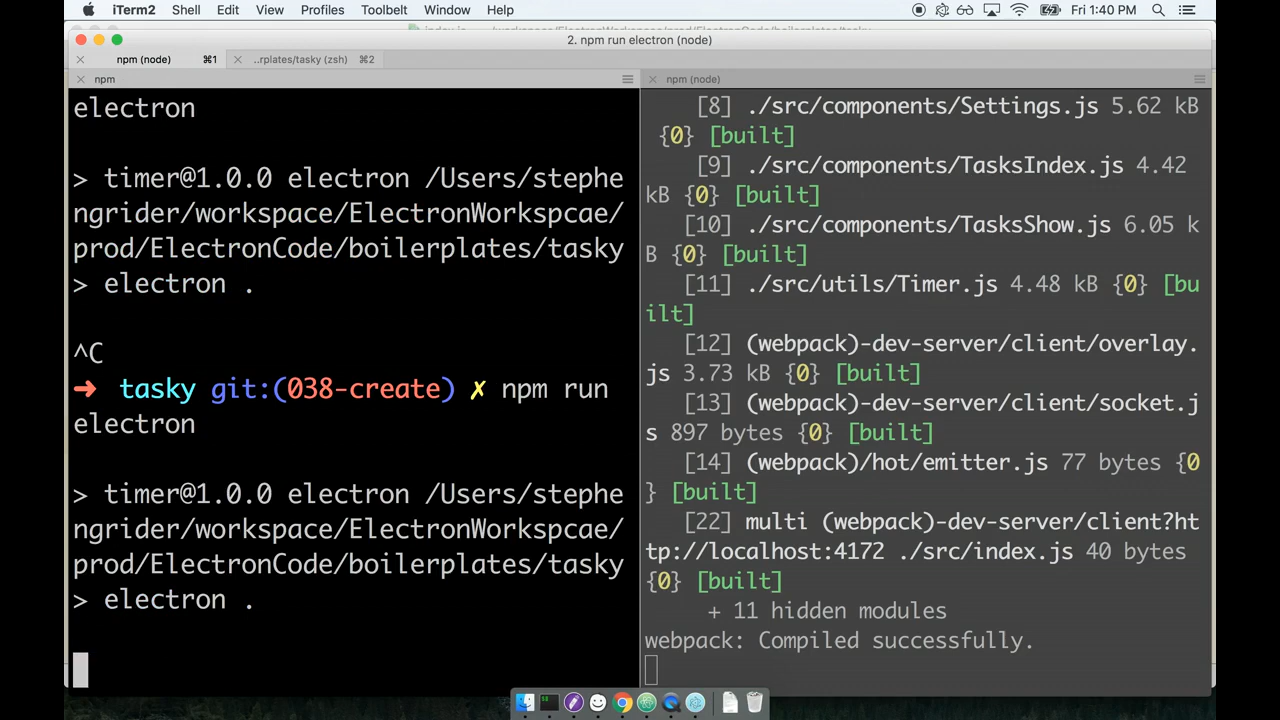 iTerm2 Shell Edit View Profiles Toolbelt Window Help Fri 1:40 PM
2. npm run electron (node)
npm (node) ⌘1 ..rplates/tasky (zsh) ⌘2
npm
electron
> timer@1.0.0 electron /Users/stephe
ngrider/workspace/ElectronWorkspcae/
prod/ElectronCode/boilerplates/tasky
> electron .
^C
➜ tasky git:(038-create) ✗ npm run
electron
> timer@1.0.0 electron /Users/stephe
ngrider/workspace/ElectronWorkspcae/
prod/ElectronCode/boilerplates/tasky
> electron .
npm (node)
[8] ./src/components/Settings.js 5.62 kB
{0} [built]
[9] ./src/components/TasksIndex.js 4.42
kB {0} [built]
[10] ./src/components/TasksShow.js 6.05 k
B {0} [built]
[11] ./src/utils/Timer.js 4.48 kB {0} [bu
ilt]
[12] (webpack)-dev-server/client/overlay.
js 3.73 kB {0} [built]
[13] (webpack)-dev-server/client/socket.j
s 897 bytes {0} [built]
[14] (webpack)/hot/emitter.js 77 bytes {0
} [built]
[22] multi (webpack)-dev-server/client?ht
tp://localhost:4172 ./src/index.js 40 bytes
{0} [built]
+ 11 hidden modules
webpack: Compiled successfully.